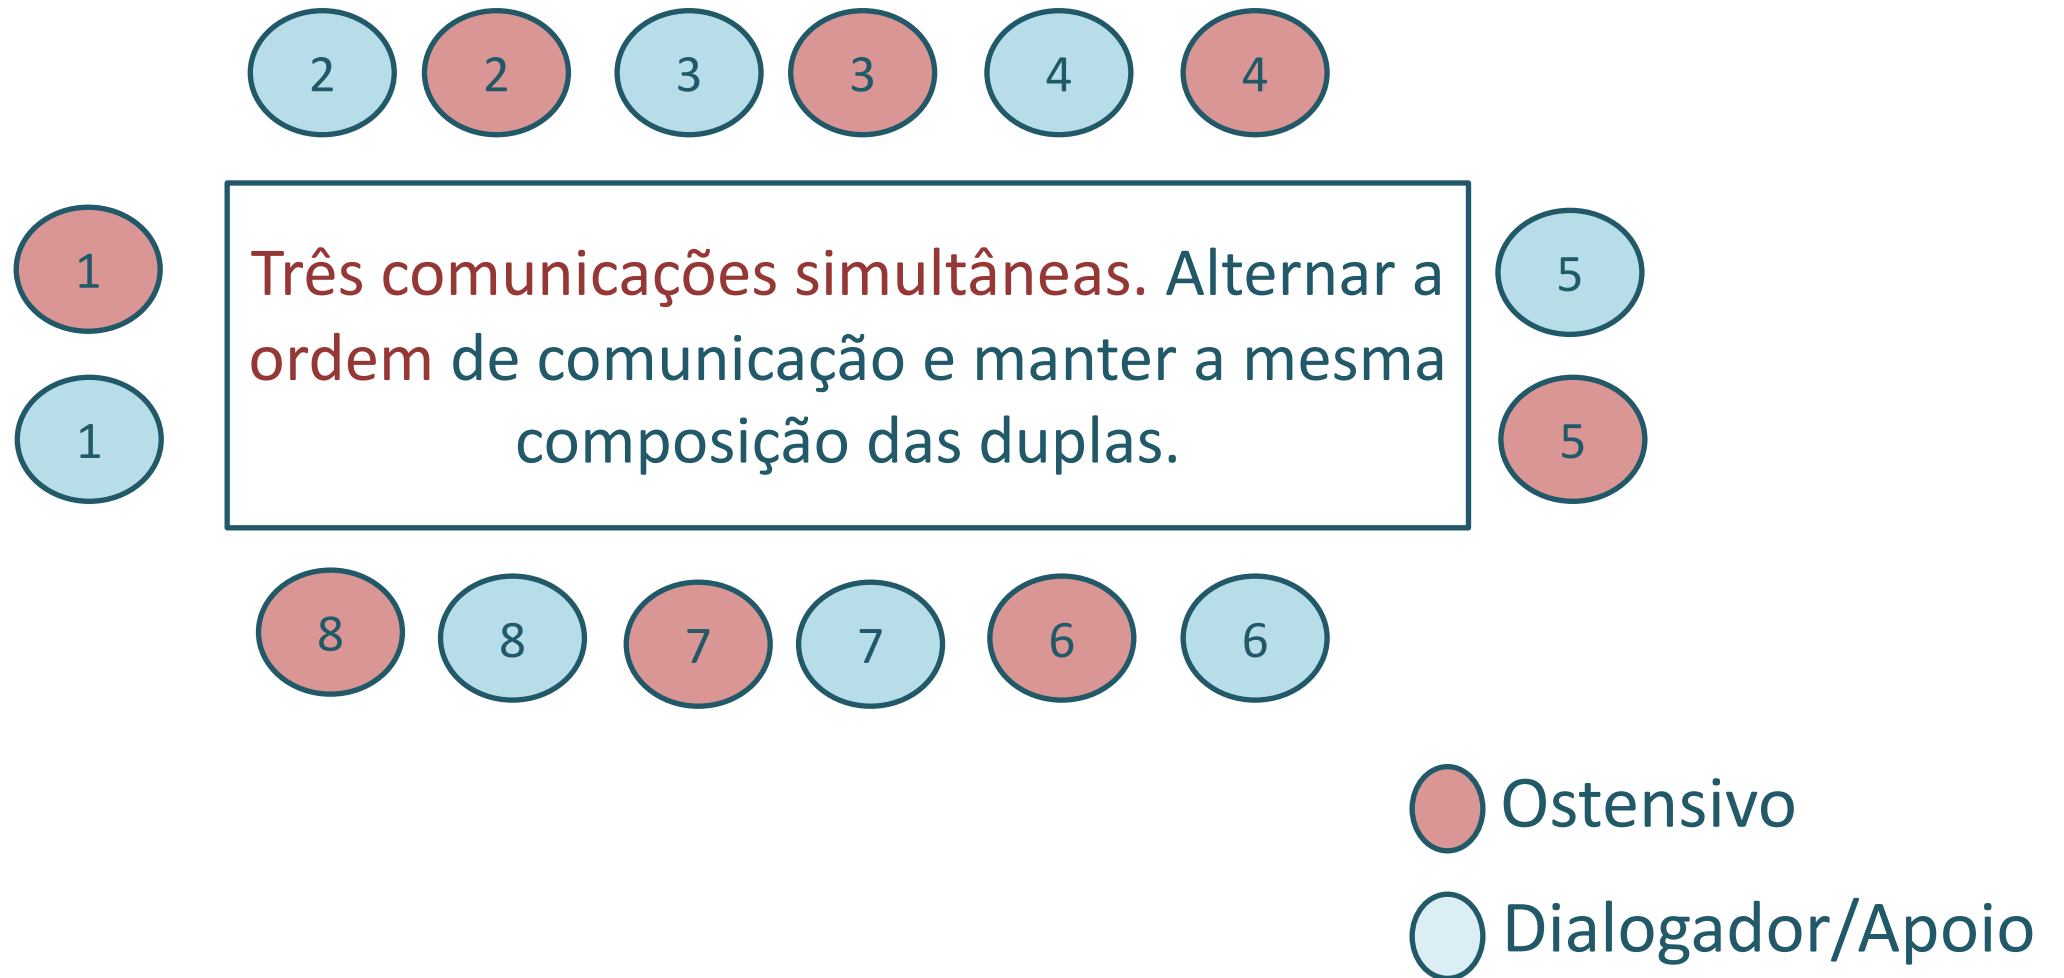 2 2 3 3 4 4
1
Três comunicações simultâneas. Alternar a
5
ordem de comunicação e manter a mesma
1
composição das duplas.
5
8 8 7 7 6 6
Ostensivo
Dialogador/Apoio